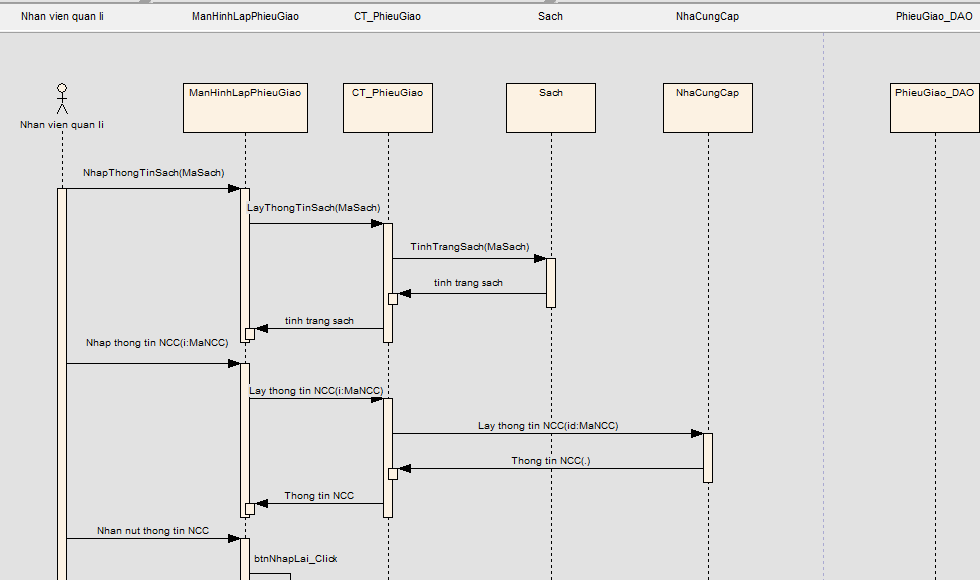 Nhan vien quan li ManHinhLapPhieuGiao CT_PhieuGiao Sach NhaCungCap PhieuGiao_DAO
ManHinhLapPhieuGiao CT_PhieuGiao Sach NhaCungCap PhieuGiao_DAO
Nhan vien quan li
NhapThongTinSach(MaSach)
LayThongTinSach(MaSach)
TinhTrangSach(MaSach)
tinh trang sach
tinh trang sach
Nhap thong tin NCC(i:MaNCC)
Lay thong tin NCC(i:MaNCC)
Lay thong tin NCC(id:MaNCC)
Thong tin NCC(.)
Thong tin NCC
Nhan nut thong tin NCC
btnNhapLai_Click